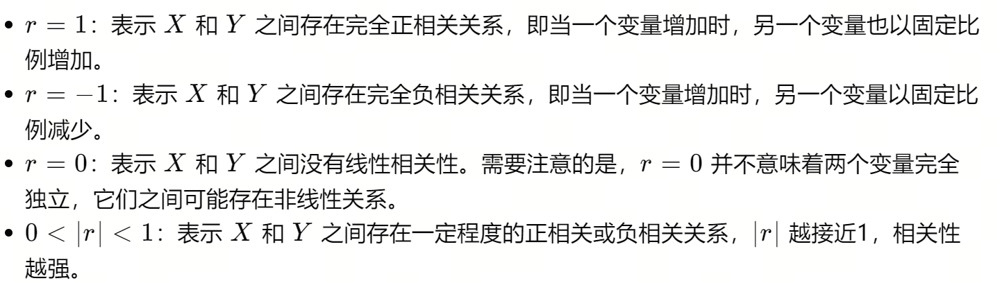 • r = 1：表示 X 和 Y 之间存在完全正相关关系，即当一个变量增加时，另一个变量也以固定比
例增加。
• r = −1：表示 X 和 Y 之间存在完全负相关关系，即当一个变量增加时，另一个变量以固定比
例减少。
• r = 0：表示 X 和 Y 之间没有线性相关性。需要注意的是，r = 0 并不意味着两个变量完全
独立，它们之间可能存在非线性关系。
• 0 < |r| < 1：表示 X 和 Y 之间存在一定程度的正相关或负相关关系，|r| 越接近1，相关性
越强。